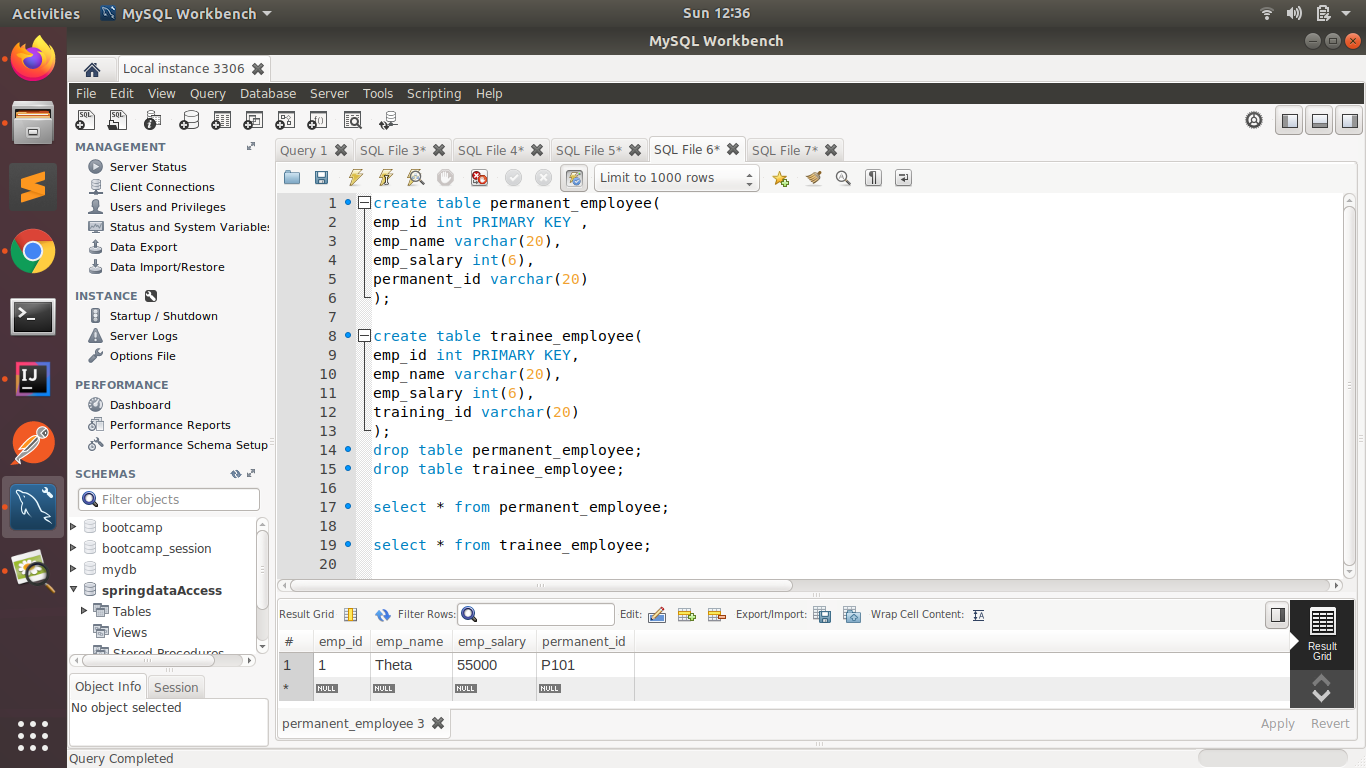 Activities MySQL Workbench Sun 12:36
MySQL Workbench
Local instance 3306
File Edit View Query Database Server Tools Scripting Help
MANAGEMENT
Server Status
Client Connections
Users and Privileges
Status and System Variables
Data Export
Data Import/Restore
INSTANCE
Startup / Shutdown
Server Logs
Options File
PERFORMANCE
Dashboard
Performance Reports
Performance Schema Setup
SCHEMAS
Filter objects
bootcamp
bootcamp_session
mydb
springdataAccess
Tables
Views
Stored Procedures
Object Info Session
No object selected
Query 1 SQL File 3* SQL File 4* SQL File 5* SQL File 6* SQL File 7*
Limit to 1000 rows
1 create table permanent_employee(
2 emp_id int PRIMARY KEY ,
3 emp_name varchar(20),
4 emp_salary int(6),
5 permanent_id varchar(20)
6 );
7
8 create table trainee_employee(
9 emp_id int PRIMARY KEY,
10 emp_name varchar(20),
11 emp_salary int(6),
12 training_id varchar(20)
13 );
14 drop table permanent_employee;
15 drop table trainee_employee;
16
17 select * from permanent_employee;
18
19 select * from trainee_employee;
20
Result Grid Filter Rows: Edit: Export/Import: Wrap Cell Content:
# emp_id emp_name emp_salary permanent_id
1 1 Theta 55000 P101
* NULL NULL NULL NULL
Result
Grid
permanent_employee 3 Apply Revert
Query Completed